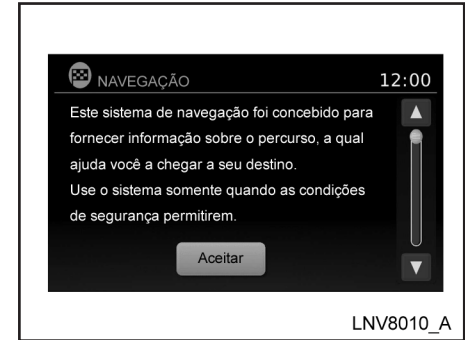 NAVEGAÇÃO 12:00
Este sistema de navegação foi concebido para
fornecer informação sobre o percurso, a qual
ajuda você a chegar a seu destino.
Use o sistema somente quando as condições
de segurança permitirem.
Aceitar
LNV8010_A